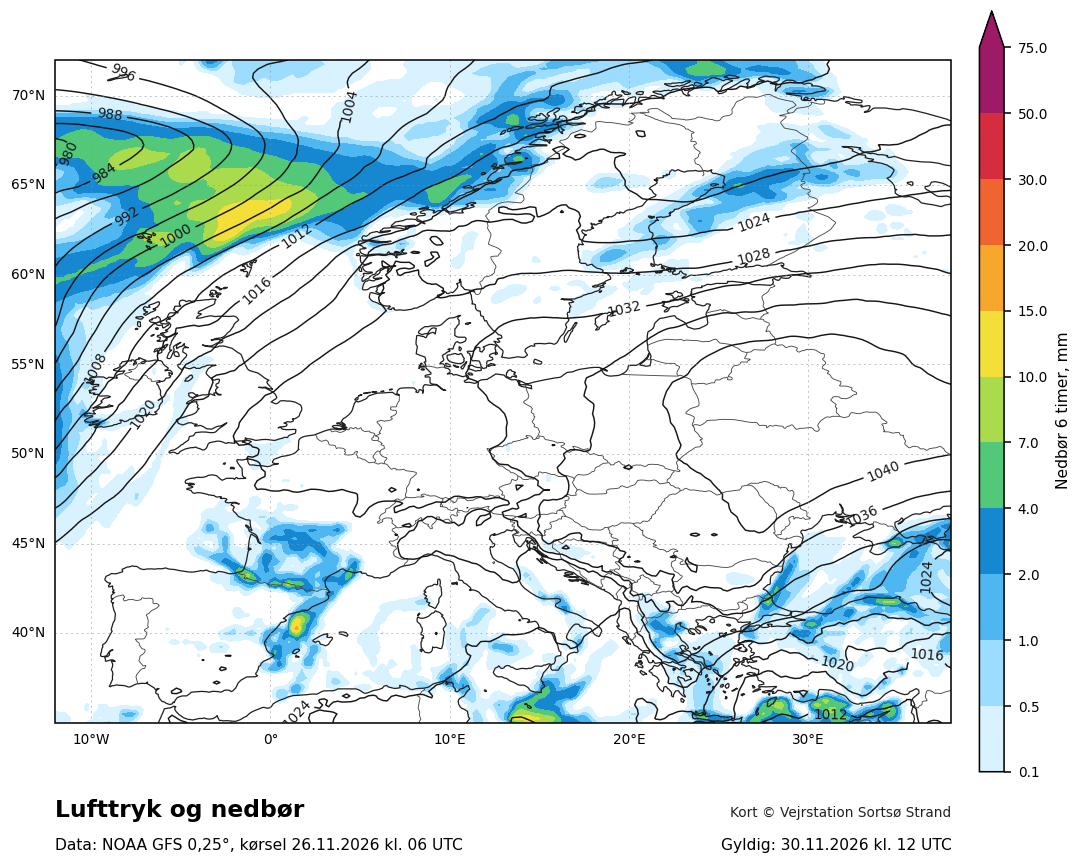 75.0
50.0
30.0
20.0
15.0
10.0
7.0
4.0
2.0
1.0
0.5
0.1
Nedbør 6 timer, mm
70°N
65°N
60°N
55°N
50°N
45°N
40°N
10°W
0°
10°E
20°E
30°E
996
988
980
984
992
1000
1004
1012
1016
1008
1020
1024
1028
1032
1040
1036
1024
1020
1016
1012
1024
Lufttryk og nedbør
Kort © Vejrstation Sortsø Strand
Data: NOAA GFS 0,25°, kørsel 26.11.2026 kl. 06 UTC
Gyldig: 30.11.2026 kl. 12 UTC